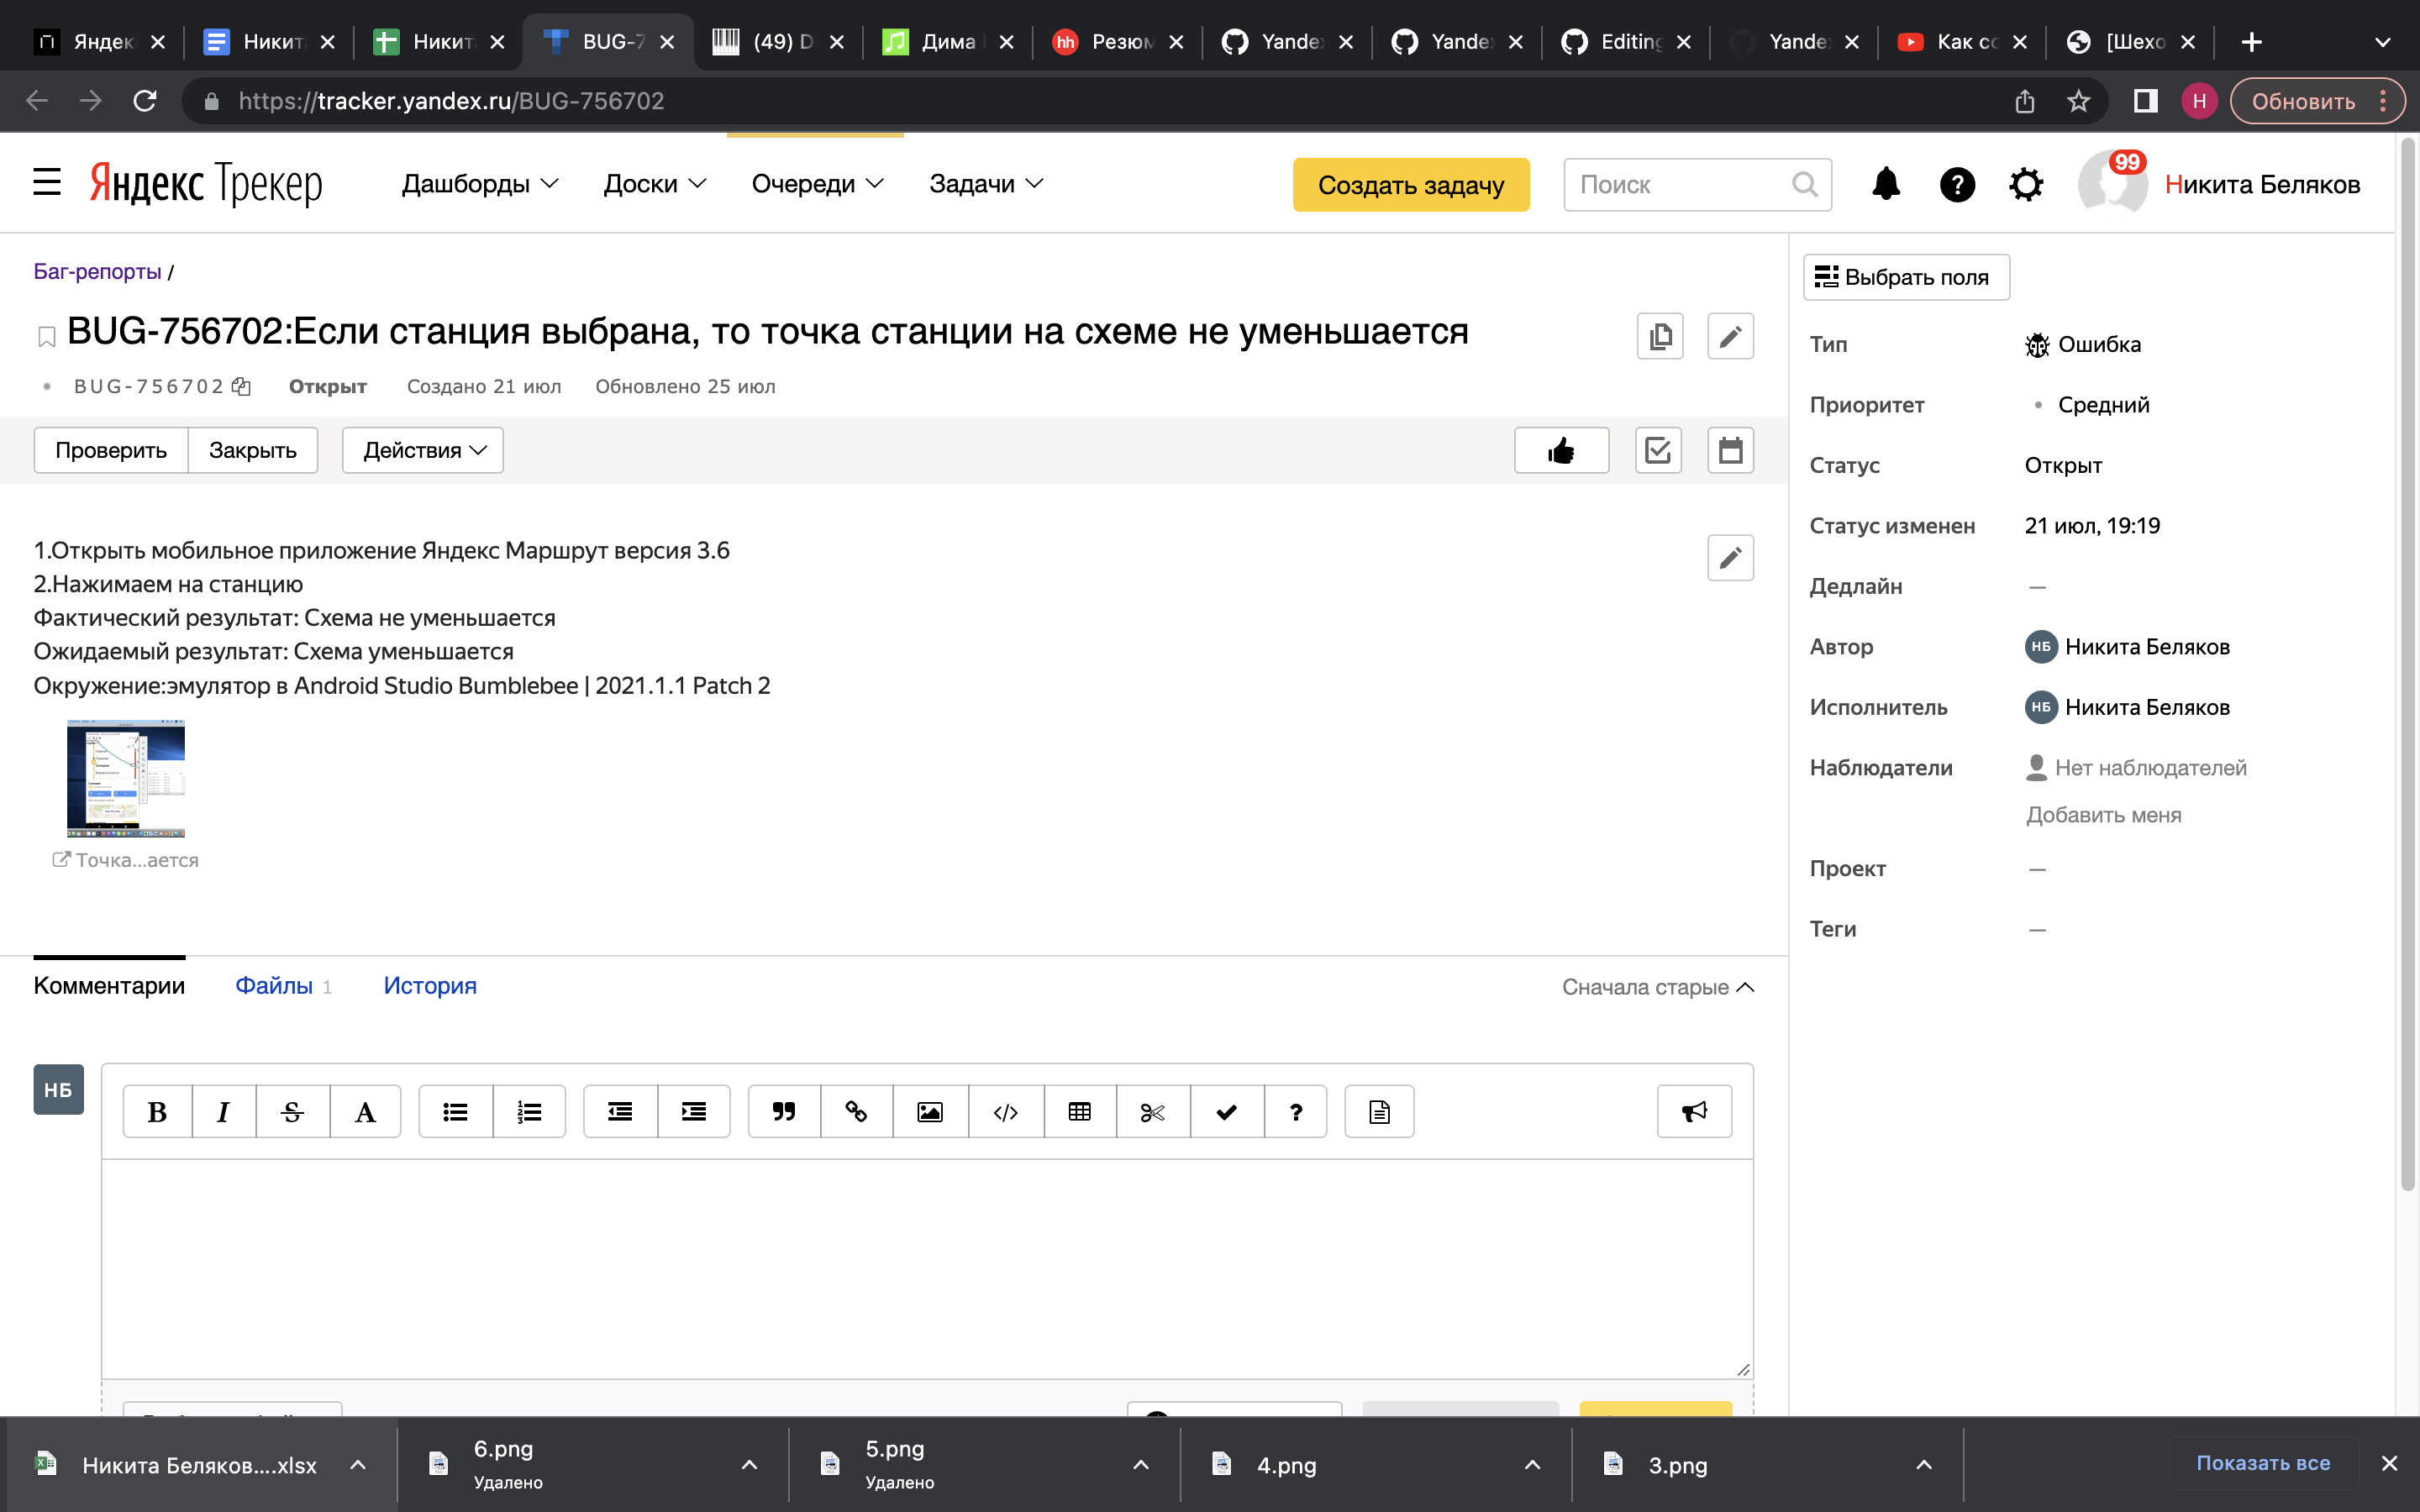 Яндек
Никит
Никит
BUG-7
(49) D
Дима
Резюм
Yande
Yande
Editing
Yande
Как сс
[Шехо
https://tracker.yandex.ru/BUG-756702
Н
Обновить
Яндекс Трекер
Дашборды
Доски
Очереди
Задачи
Создать задачу
Поиск
99
Никита Беляков
Баг-репорты /
BUG-756702:Если станция выбрана, то точка станции на схеме не уменьшается
BUG-756702
Открыт
Создано 21 июл
Обновлено 25 июл
Проверить
Закрыть
Действия
1.Открыть мобильное приложение Яндекс Маршрут версия 3.6
2.Нажимаем на станцию
Фактический результат: Схема не уменьшается
Ожидаемый результат: Схема уменьшается
Окружение:эмулятор в Android Studio Bumblebee | 2021.1.1 Patch 2
Точка...ается
Выбрать поля
Тип
Ошибка
Приоритет
Средний
Статус
Открыт
Статус изменен
21 июл, 19:19
Дедлайн
—
Автор
НБ Никита Беляков
Исполнитель
НБ Никита Беляков
Наблюдатели
Нет наблюдателей
Добавить меня
Проект
—
Теги
—
Комментарии
Файлы 1
История
Сначала старые
НБ
B I S A
Никита Беляков....xlsx
6.png
Удалено
5.png
Удалено
4.png
3.png
Показать все